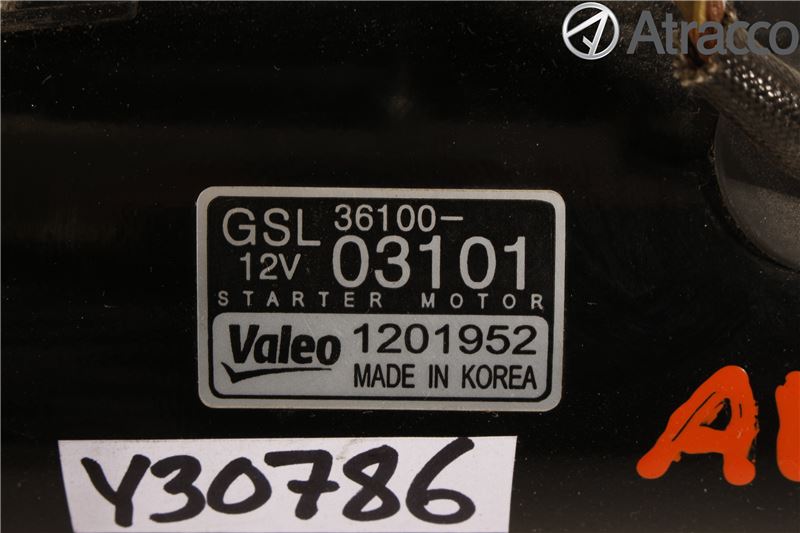 Atracco
GSL 36100-
12V 03101
STARTER MOTOR
Valeo 1201952
MADE IN KOREA
Y30786